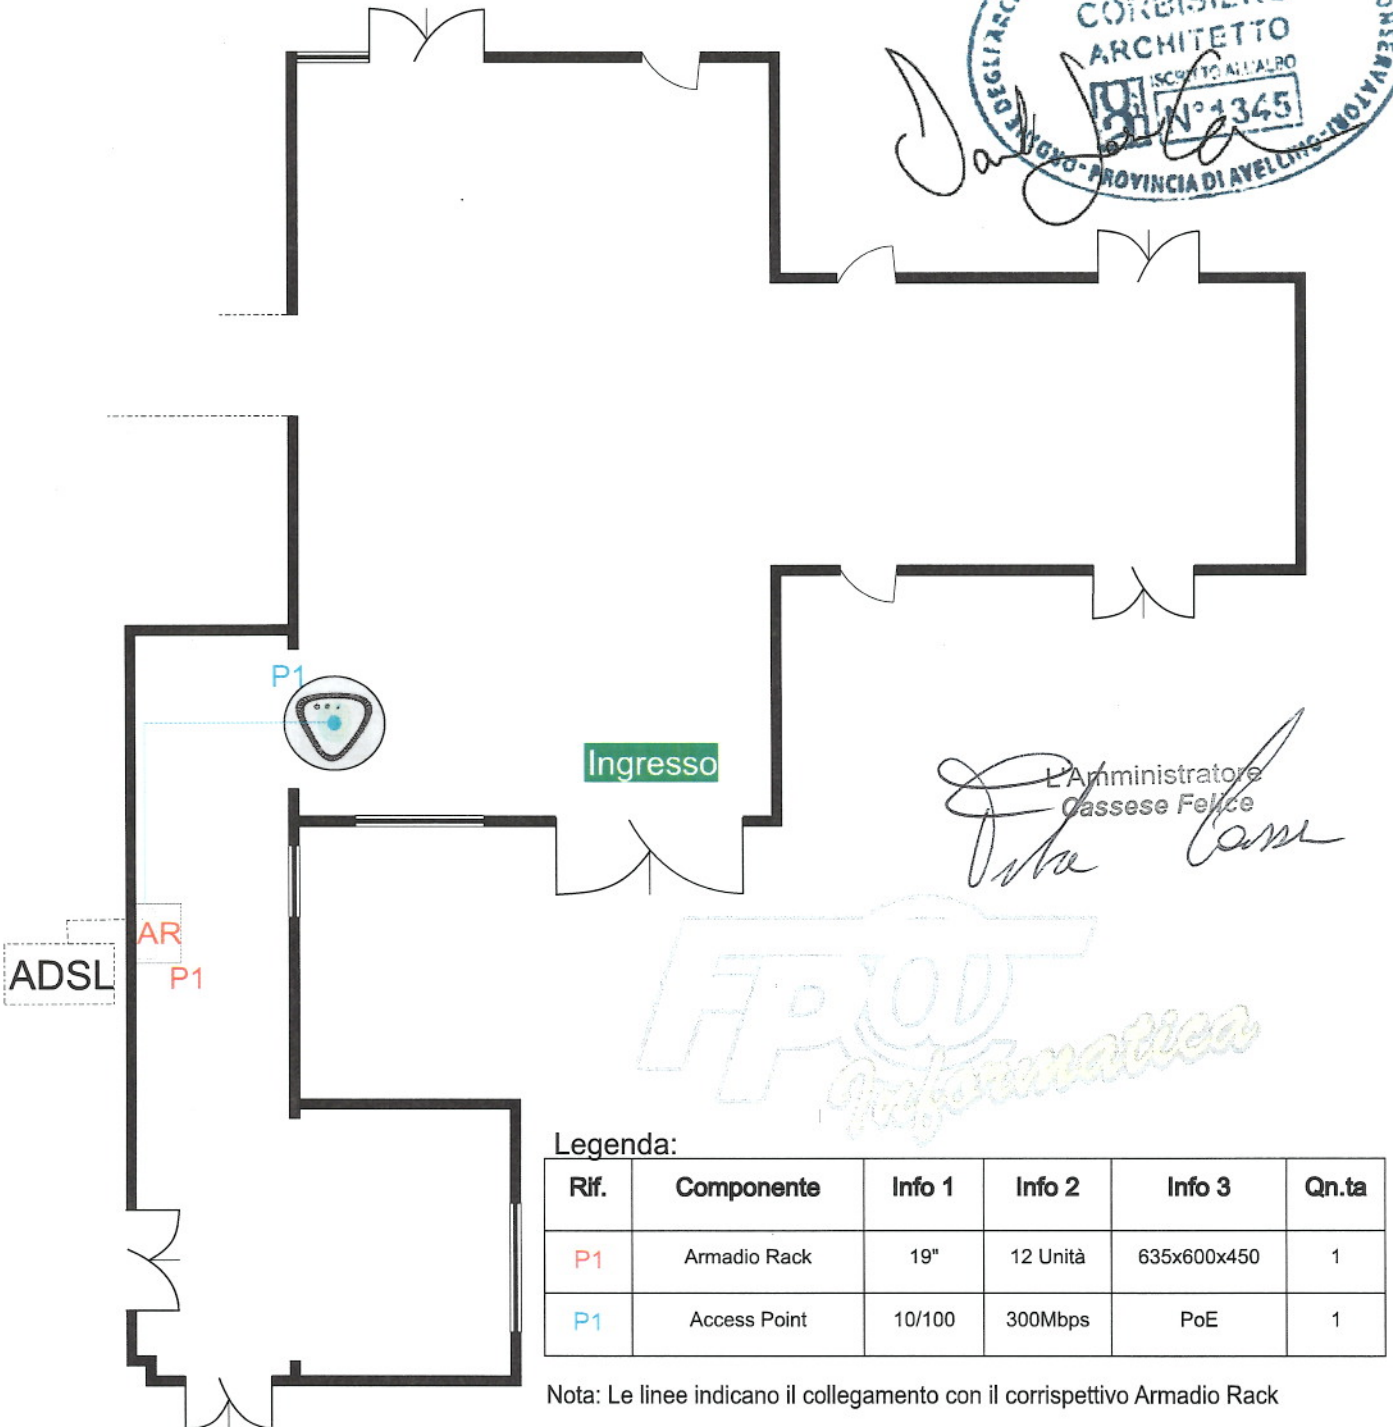 ARCHITETTO
ISCRITTO ALL'ALBO
N° 1345
PROVINCIA DI AVELLINO
P1
Ingresso
L'Amministratore
Cassese Felice
AR
ADSL
P1
Informatica
Legenda:
Rif. Componente Info 1 Info 2 Info 3 Qn.ta
P1 Armadio Rack 19" 12 Unità 635x600x450 1
P1 Access Point 10/100 300Mbps PoE 1
Nota: Le linee indicano il collegamento con il corrispettivo Armadio Rack